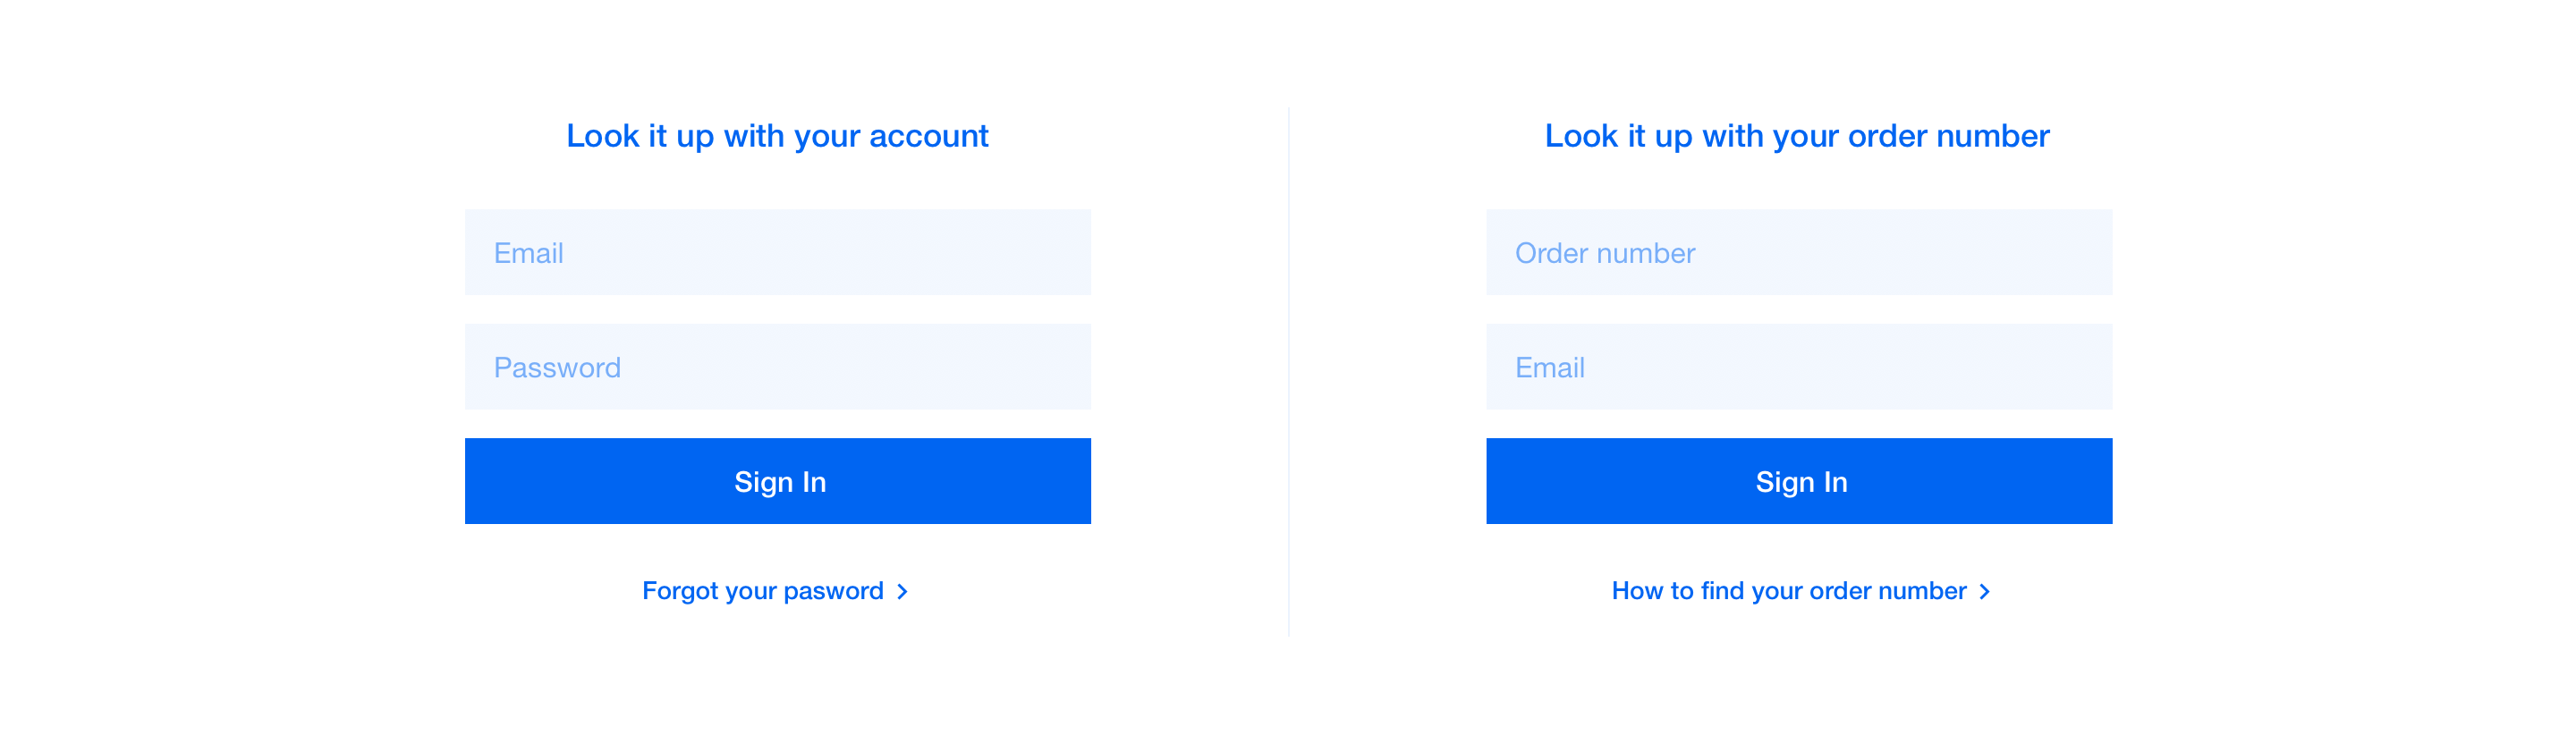 Look it up with your account
Email
Password
Sign In
Forgot your pasword
Look it up with your order number
Order number
Email
Sign In
How to find your order number